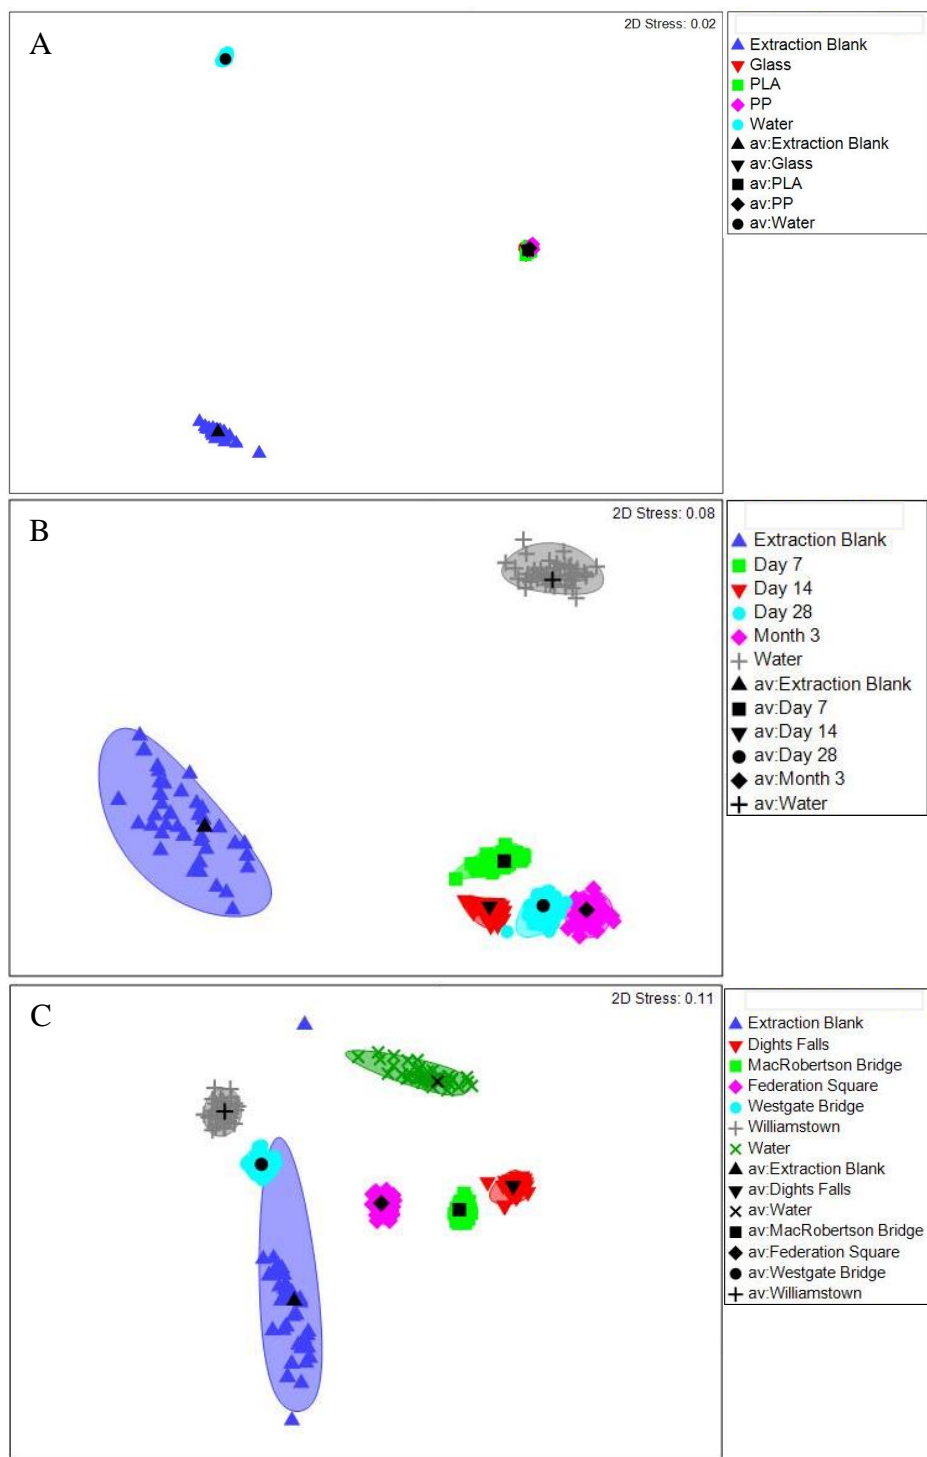 A
2D Stress: 0.02
Extraction Blank
Glass
PLA
PP
Water
av:Extraction Blank
av:Glass
av:PLA
av:PP
av:Water
B
2D Stress: 0.08
Extraction Blank
Day 7
Day 14
Day 28
Month 3
Water
av:Extraction Blank
av:Day 7
av:Day 14
av:Day 28
av:Month 3
av:Water
C
2D Stress: 0.11
Extraction Blank
Dights Falls
MacRobertson Bridge
Federation Square
Westgate Bridge
Williamstown
Water
av:Extraction Blank
av:Dights Falls
av:Water
av:MacRobertson Bridge
av:Federation Square
av:Westgate Bridge
av:Williamstown